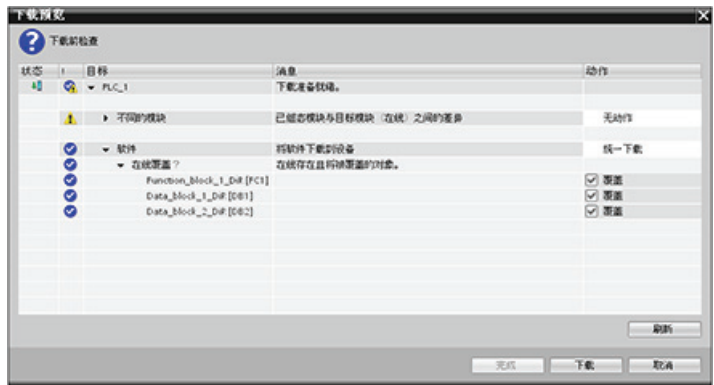 下载预览
下载前检查
状态 ! 目标 消息 动作
PLC_1 下载准备就绪。
不同的模块 已组态模块与目标模块（在线）之间的差异 无动作
软件 将软件下载到设备 统一下载
在线覆盖？ 在线存在且将被覆盖的对象。
Function_block_1_Dif [FC1] 覆盖
Data_block_1_Dif [DB1] 覆盖
Data_block_2_Dif [DB2] 覆盖
刷新
完成 下载 取消